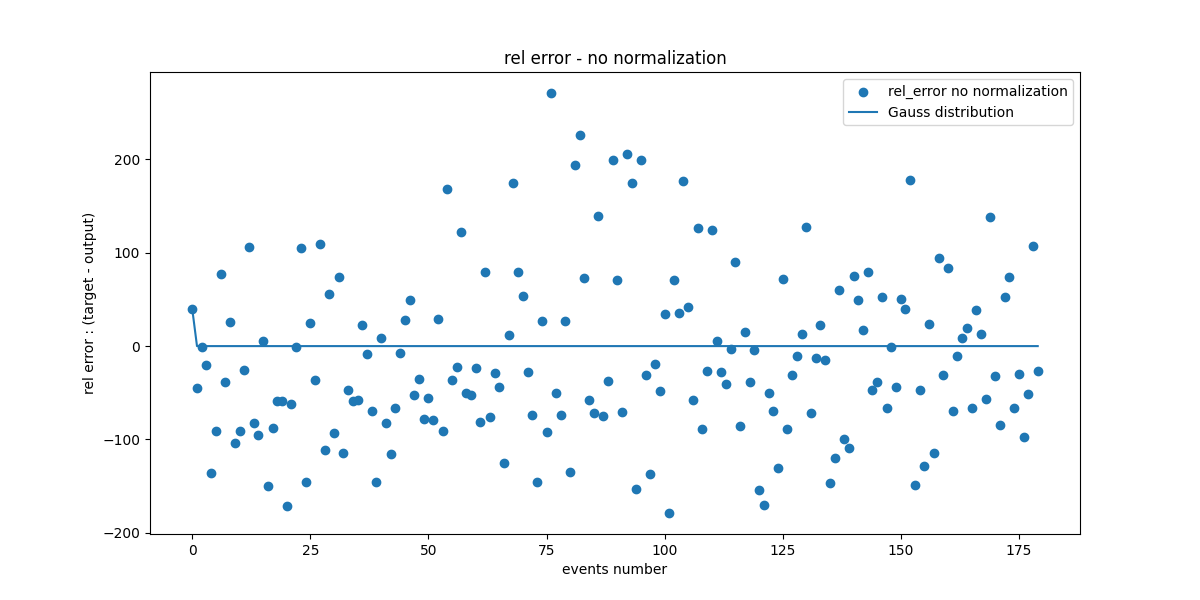 rel error - no normalization
rel_error no normalization
Gauss distribution
rel error : (target - output)
200
100
0
−100
−200
0
25
50
75
100
125
150
175
events number